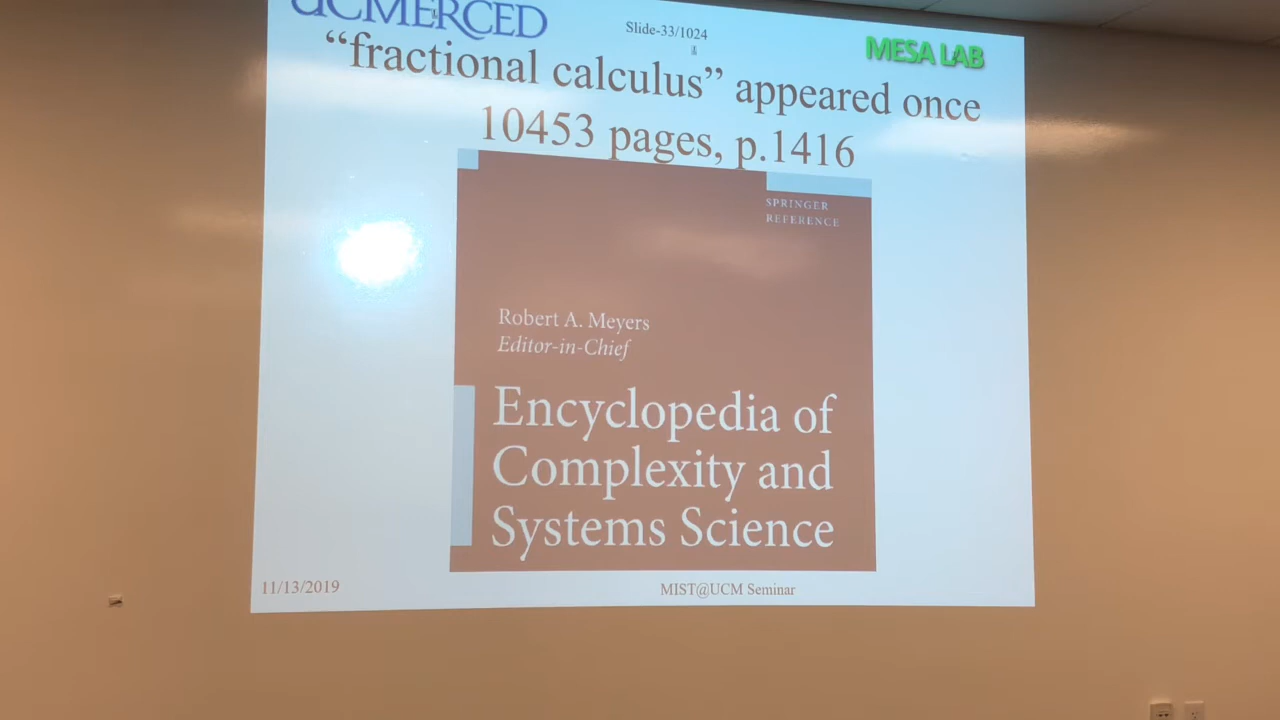 UCMERCED
Slide-33/1024
MESA LAB
“fractional calculus” appeared once
10453 pages, p.1416
SPRINGER
REFERENCE
Robert A. Meyers
Editor-in-Chief
Encyclopedia of
Complexity and
Systems Science
11/13/2019
MIST@UCM Seminar